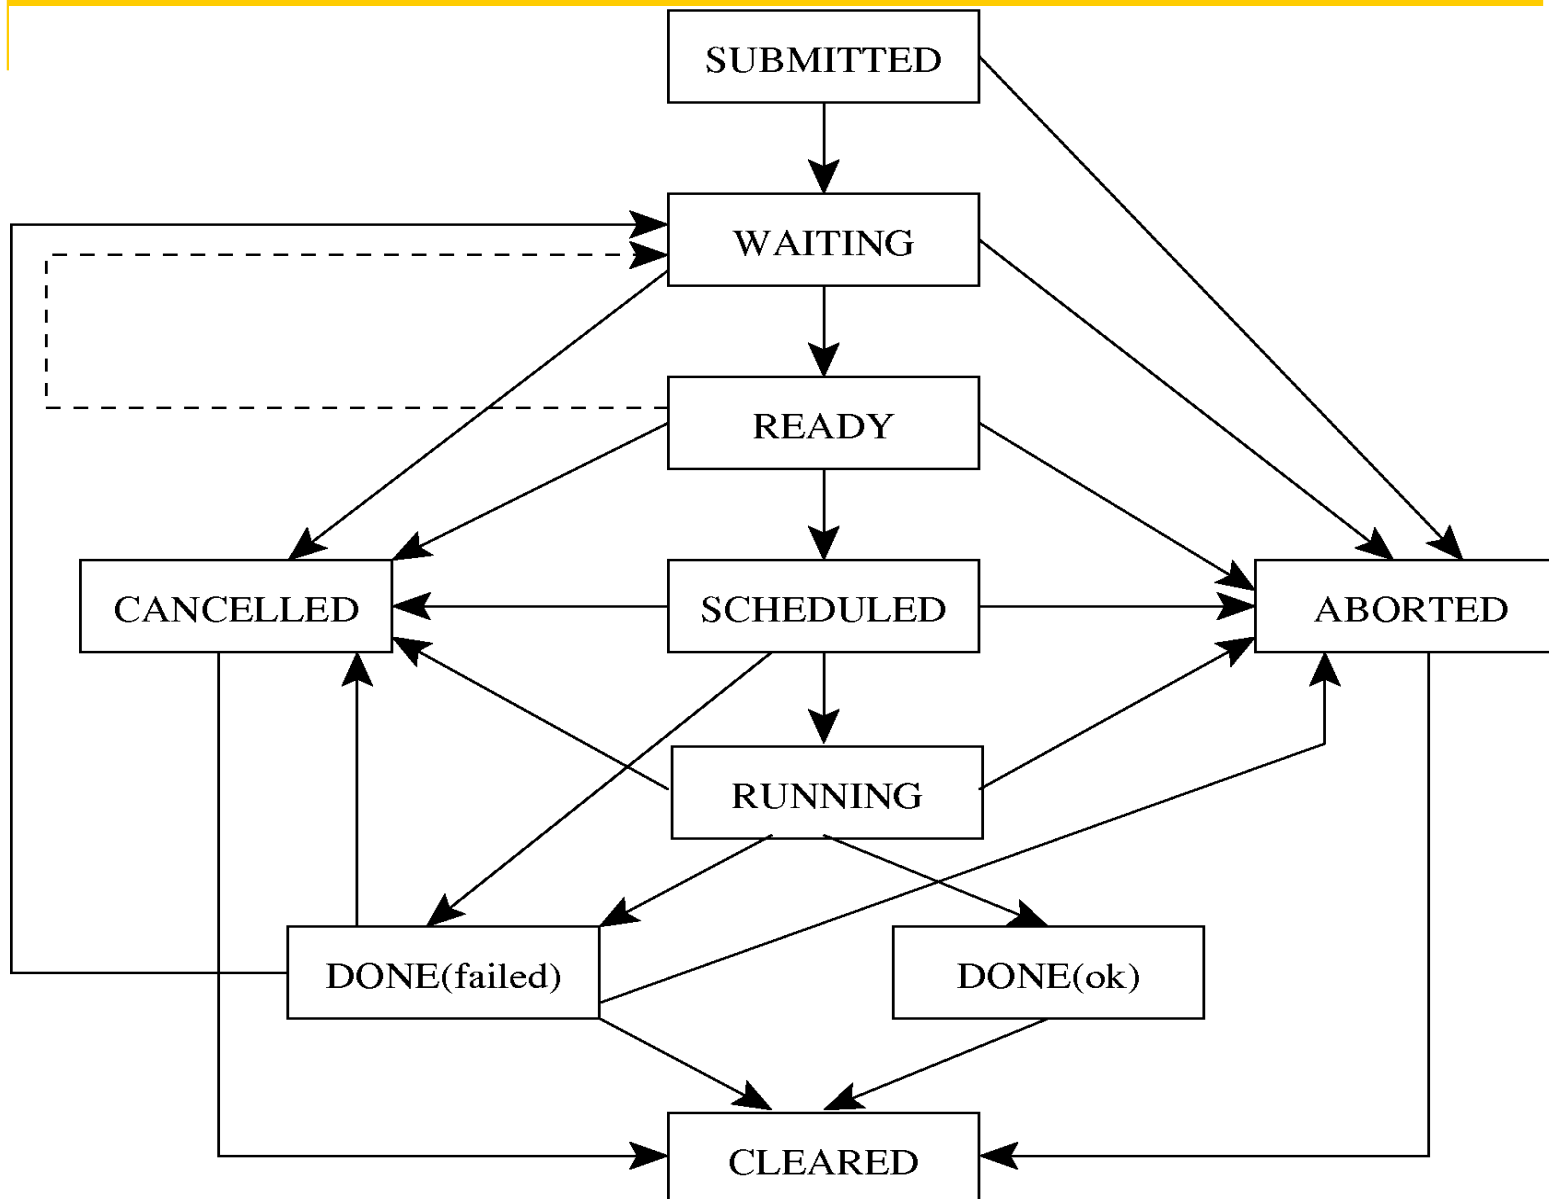 SUBMITTED
WAITING
READY
CANCELLED
SCHEDULED
ABORTED
RUNNING
DONE(failed)
DONE(ok)
CLEARED